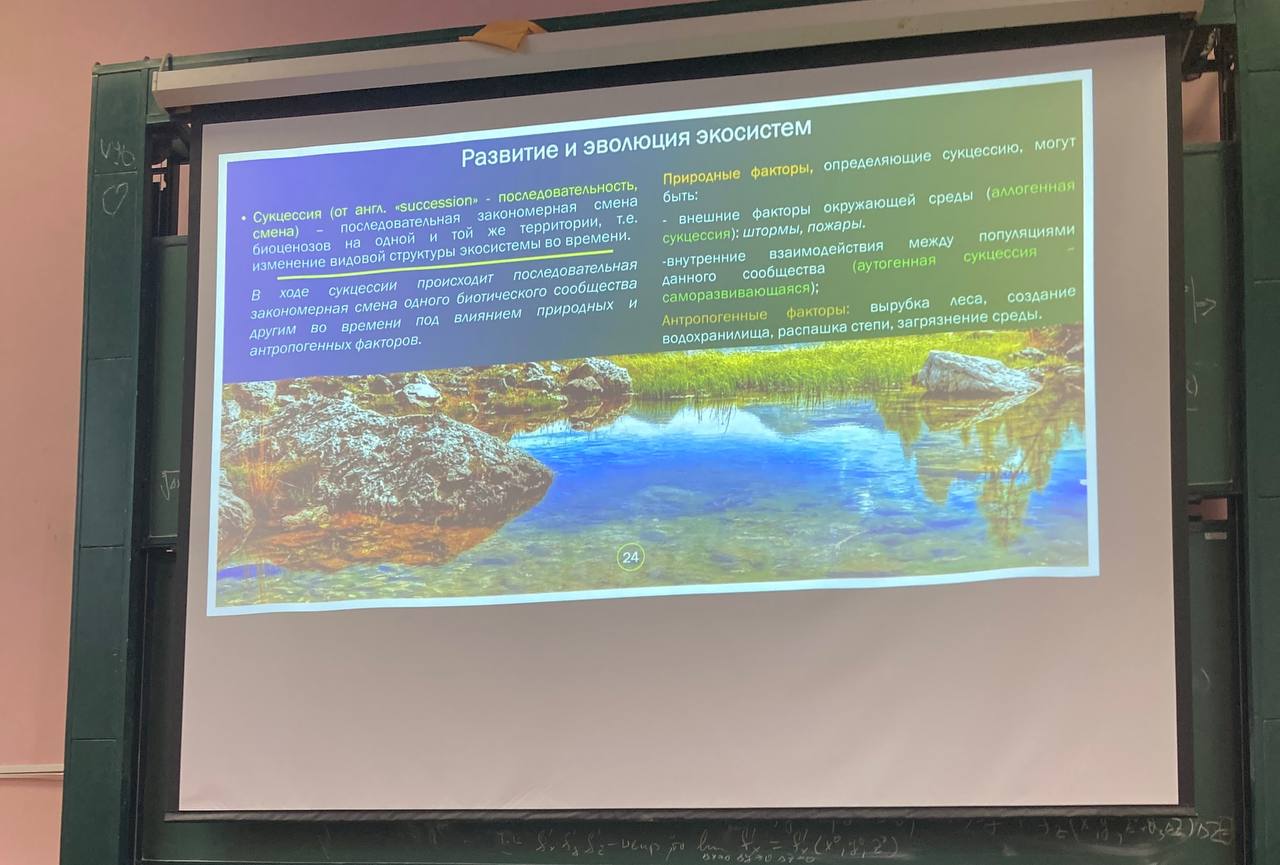 Развитие и эволюция экосистем
• Сукцессия (от англ. «succession» - последовательность,
смена) – последовательная закономерная смена
биоценозов на одной и той же территории, т.е.
изменение видовой структуры экосистемы во времени.
В ходе сукцессии происходит последовательная
закономерная смена одного биотического сообщества
другим во времени под влиянием природных и
антропогенных факторов.
Природные факторы, определяющие сукцессию, могут
быть:
- внешние факторы окружающей среды (аллогенная
сукцессия): штормы, пожары.
-внутренние взаимодействия между популяциями
данного сообщества (аутогенная сукцессия –
саморазвивающаяся);
Антропогенные факторы: вырубка леса, создание
водохранилища, распашка степи, загрязнение среды.
24